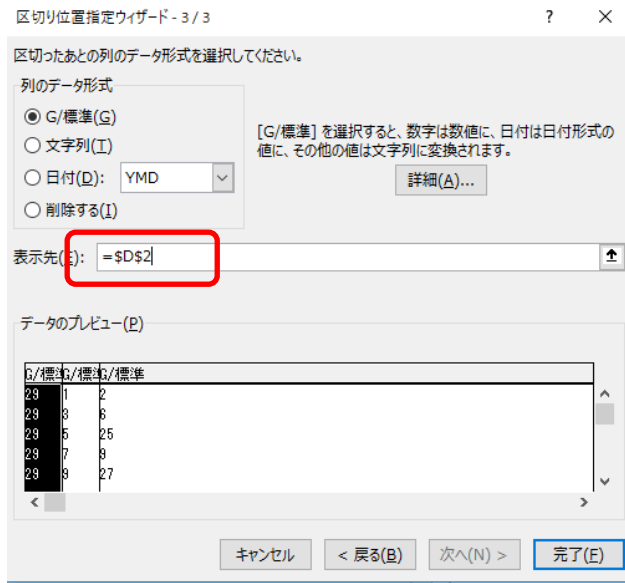 区切り位置指定ウィザード - 3 / 3
? ×
区切ったあとの列のデータ形式を選択してください。
列のデータ形式
G/標準(G)
文字列(T)
日付(D): YMD
削除する(I)
[G/標準] を選択すると、数字は数値に、日付は日付形式の
値に、その他の値は文字列に変換されます。
詳細(A)...
表示先(E): =$D$2
データのプレビュー(P)
G/標準 G/標準 G/標準
29 1 2
29 3 6
29 5 25
29 7 9
29 9 27
キャンセル < 戻る(B) 次へ(N) > 完了(F)